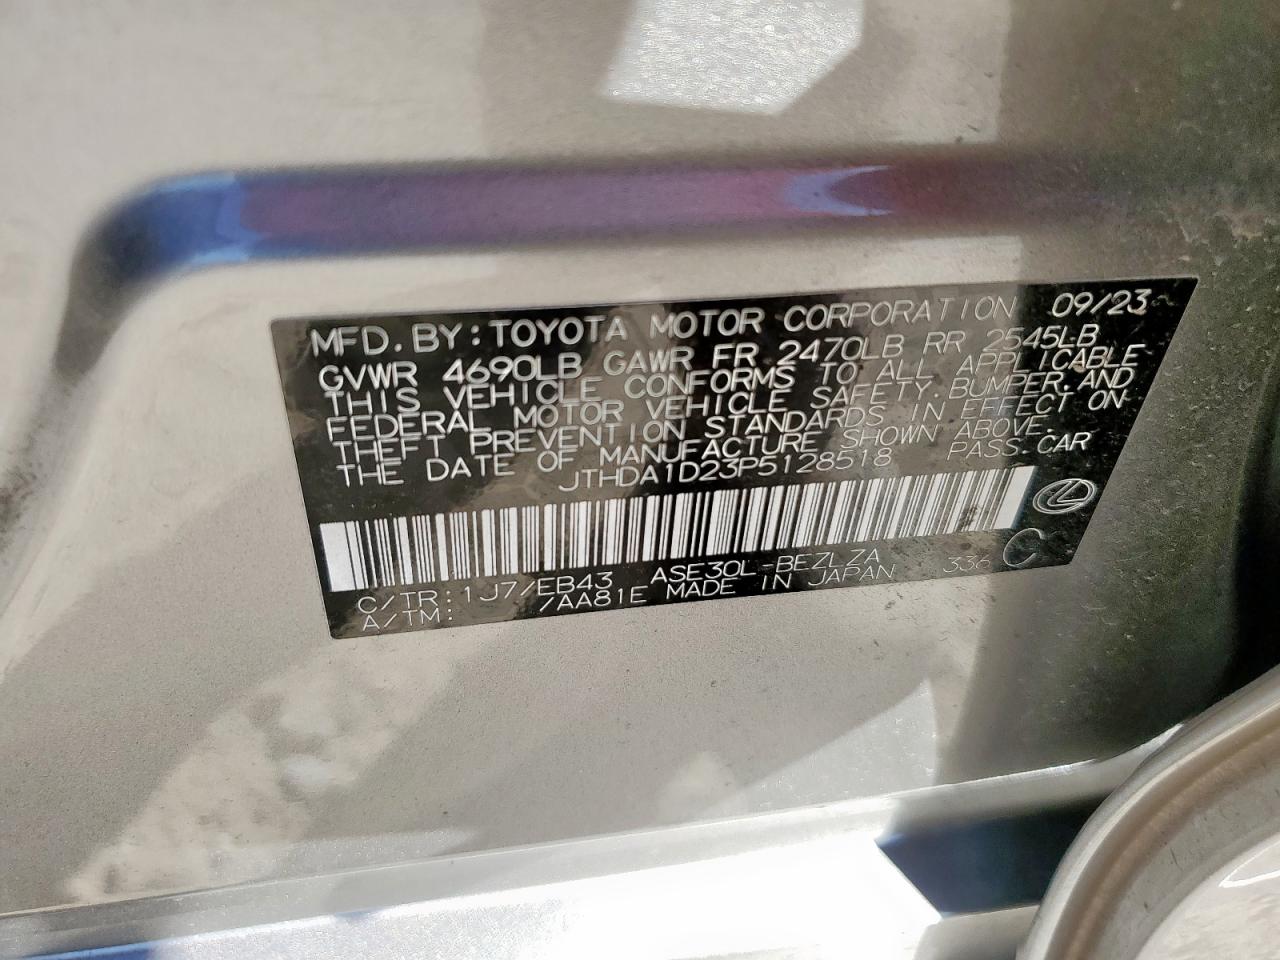 MFD. BY: TOYOTA MOTOR CORPORATION 09/23
GVWR 4690LB GAWR FR 2470LB RR 2545LB
THIS VEHICLE CONFORMS TO ALL APPLICABLE
FEDERAL MOTOR VEHICLE SAFETY, BUMPER, AND
THEFT PREVENTION STANDARDS IN EFFECT ON
THE DATE OF MANUFACTURE SHOWN ABOVE.
JTHDA1D23P5128518 PASS. CAR
C/TR: 1J7/EB43 ASE30L-BEZLZA 336 C
A/TM: /AA81E MADE IN JAPAN